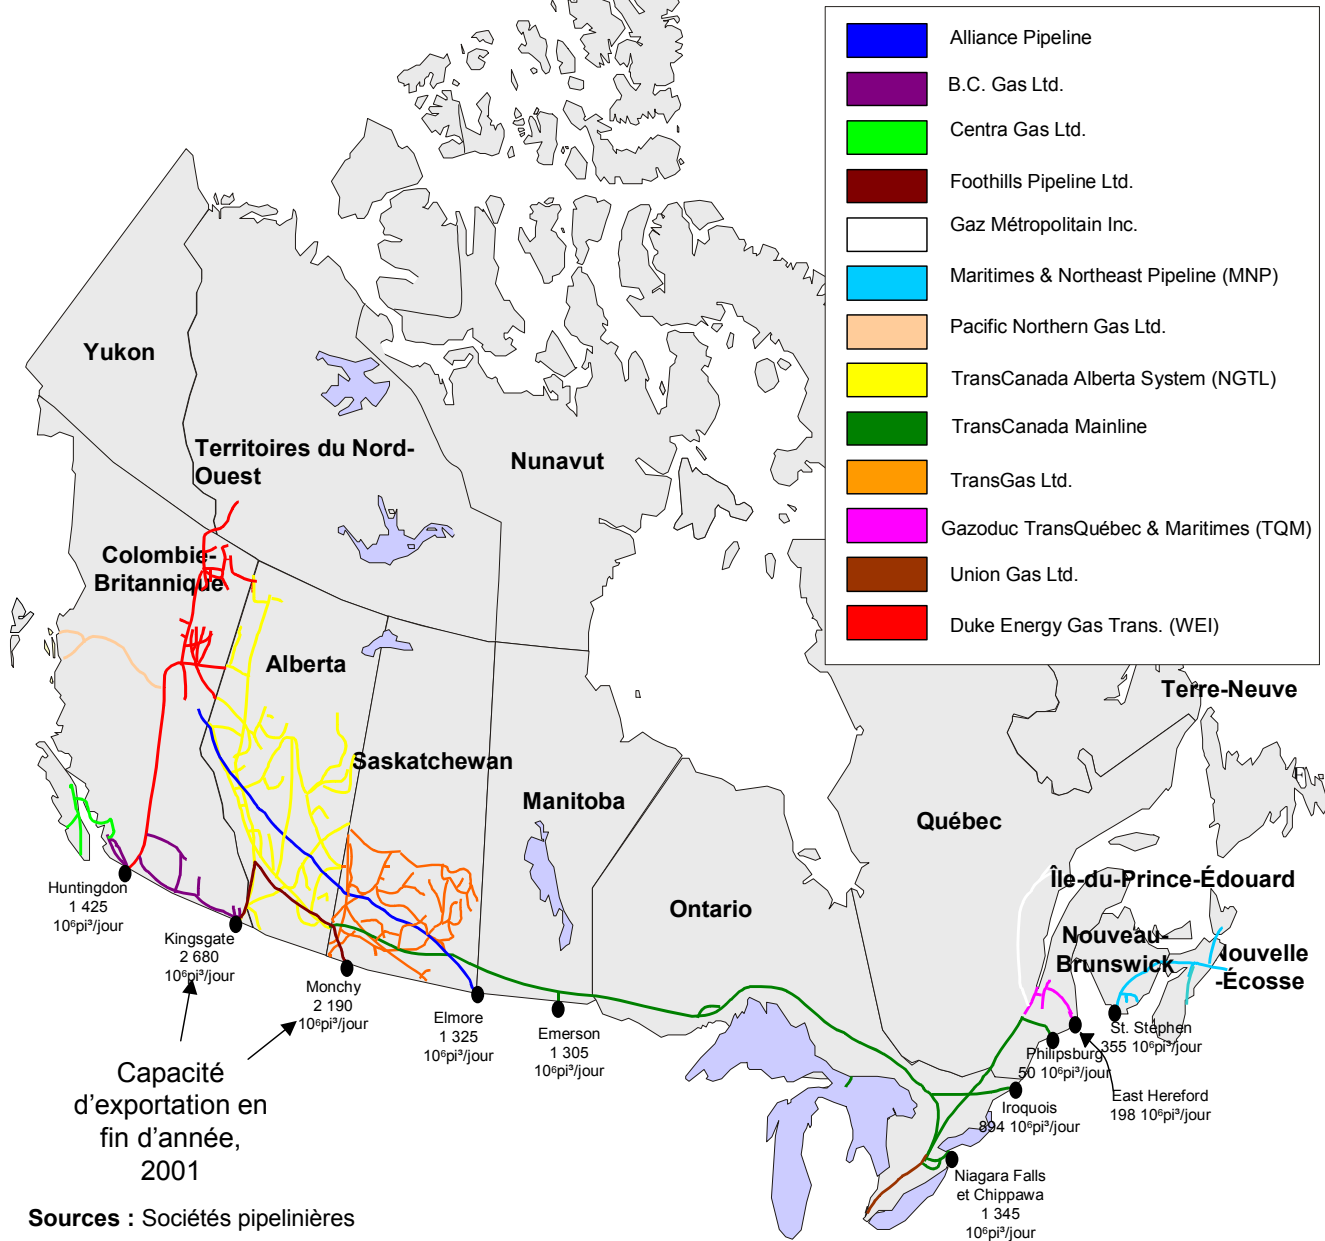 Alliance Pipeline
B.C. Gas Ltd.
Centra Gas Ltd.
Foothills Pipeline Ltd.
Gaz Métropolitain Inc.
Maritimes & Northeast Pipeline (MNP)
Pacific Northern Gas Ltd.
TransCanada Alberta System (NGTL)
TransCanada Mainline
TransGas Ltd.
Gazoduc TransQuébec & Maritimes (TQM)
Union Gas Ltd.
Duke Energy Gas Trans. (WEI)
Yukon
Territoires du Nord-
Ouest
Nunavut
Colombie-
Britannique
Alberta
Saskatchewan
Manitoba
Ontario
Québec
Terre-Neuve
Île-du-Prince-Édouard
Nouveau-
Brunswick
Nouvelle
-Écosse
Huntingdon
1 425
10⁶pi³/jour
Kingsgate
2 680
10⁶pi³/jour
Monchy
2 190
10⁶pi³/jour
Elmore
1 325
10⁶pi³/jour
Emerson
1 305
10⁶pi³/jour
St. Stephen
355 10⁶pi³/jour
Philipsburg
50 10⁶pi³/jour
East Hereford
198 10⁶pi³/jour
Iroquois
894 10⁶pi³/jour
Niagara Falls
et Chippawa
1 345
10⁶pi³/jour
Capacité
d'exportation en
fin d'année,
2001
Sources : Sociétés pipelinières